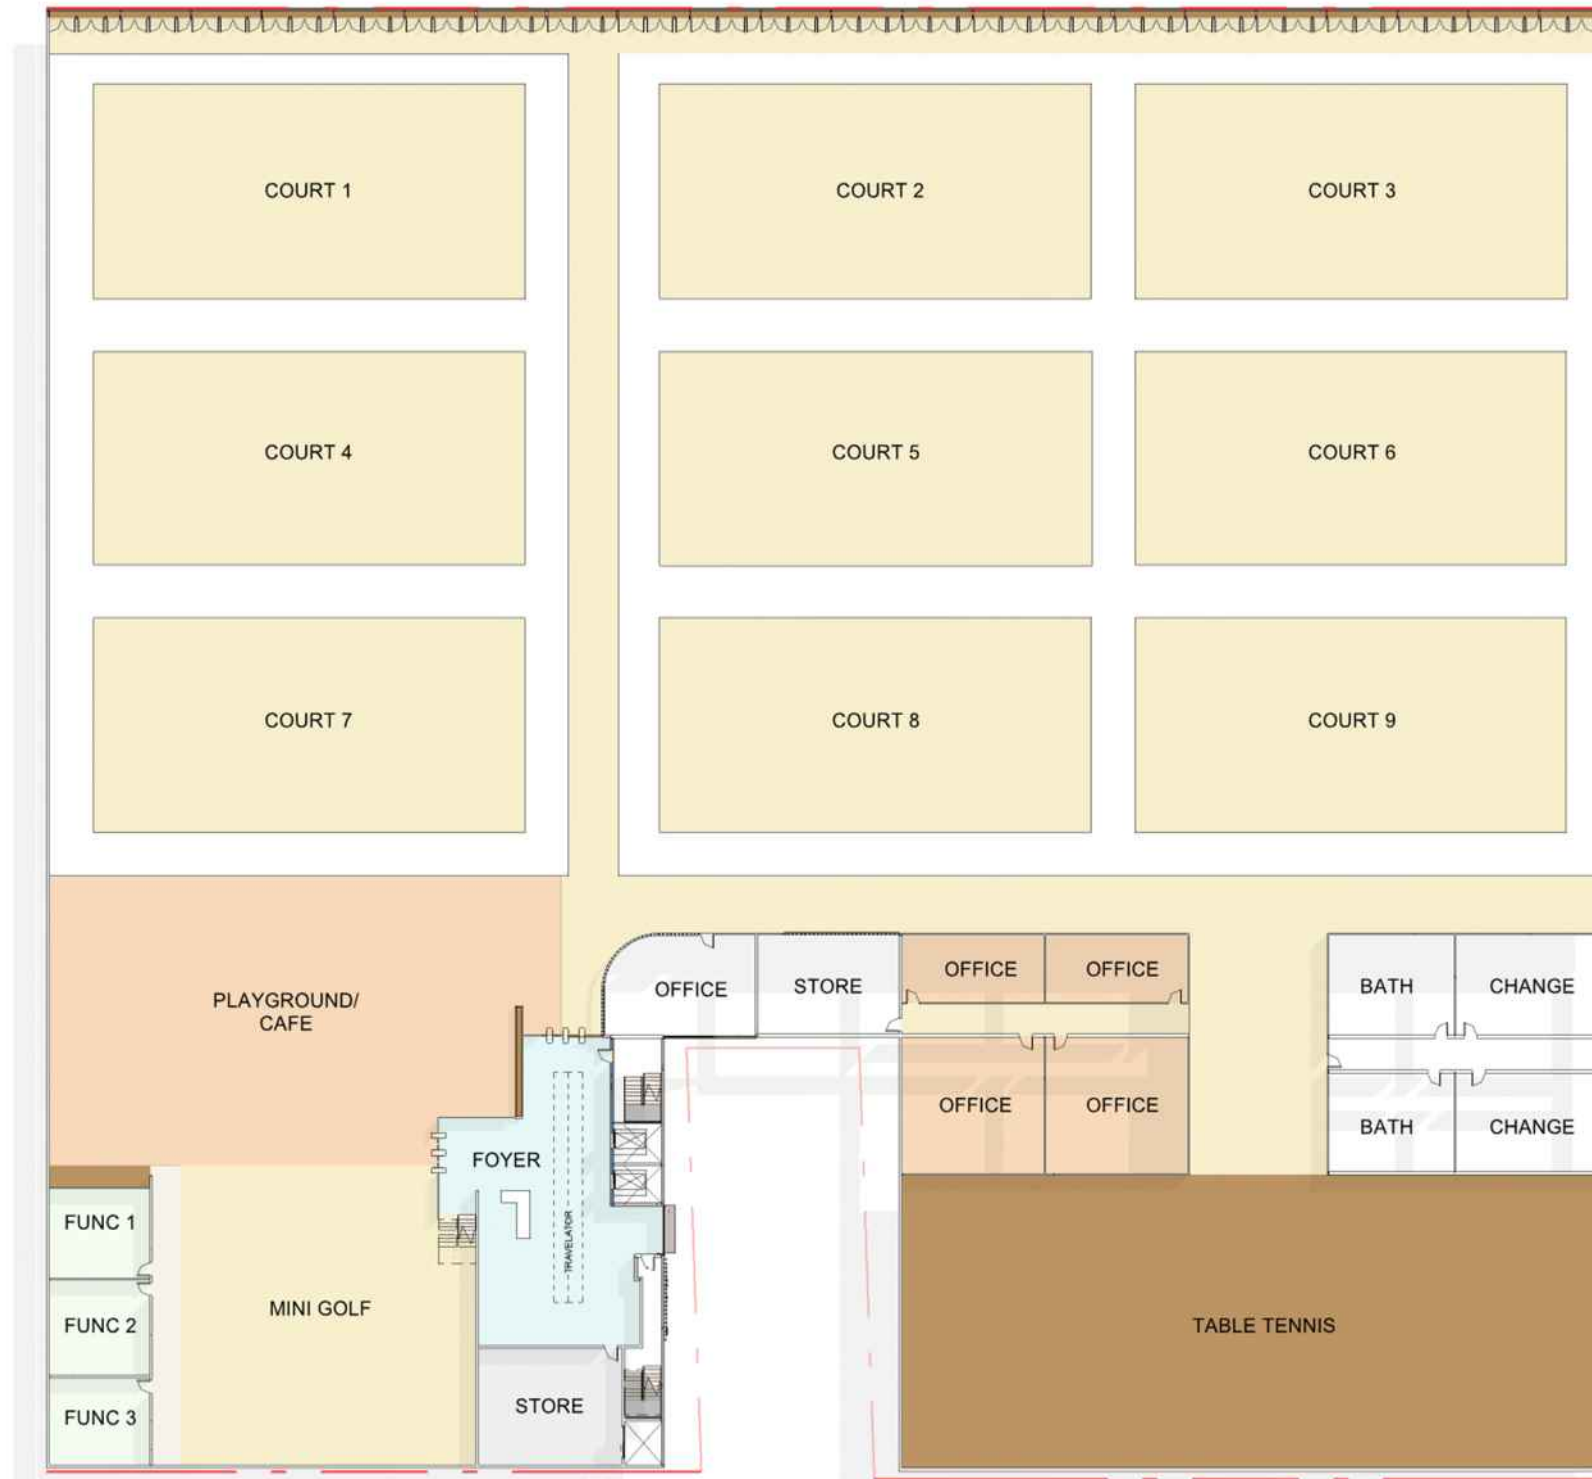 COURT 1
COURT 2
COURT 3
COURT 4
COURT 5
COURT 6
COURT 7
COURT 8
COURT 9
PLAYGROUND/
CAFE
OFFICE
STORE
OFFICE
OFFICE
BATH
CHANGE
OFFICE
OFFICE
BATH
CHANGE
FOYER
TRAVELATOR
FUNC 1
MINI GOLF
FUNC 2
TABLE TENNIS
FUNC 3
STORE